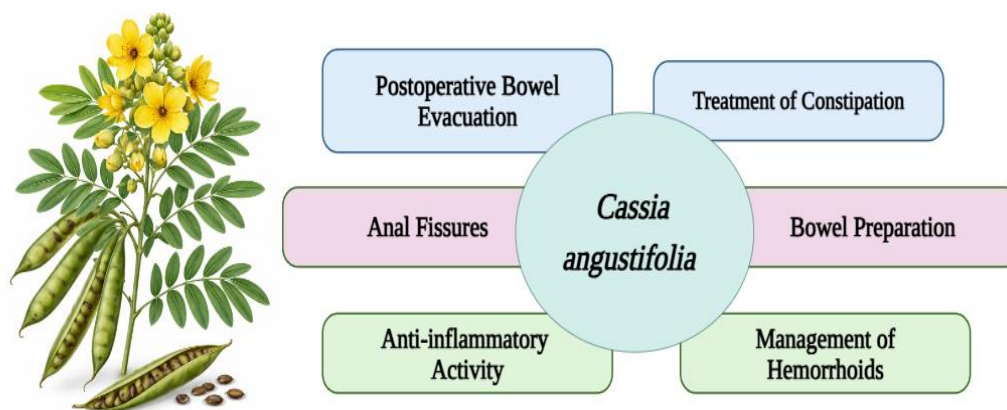 Postoperative Bowel
Evacuation
Treatment of Constipation
Anal Fissures
Cassia
angustifolia
Bowel Preparation
Anti-inflammatory
Activity
Management of
Hemorrhoids